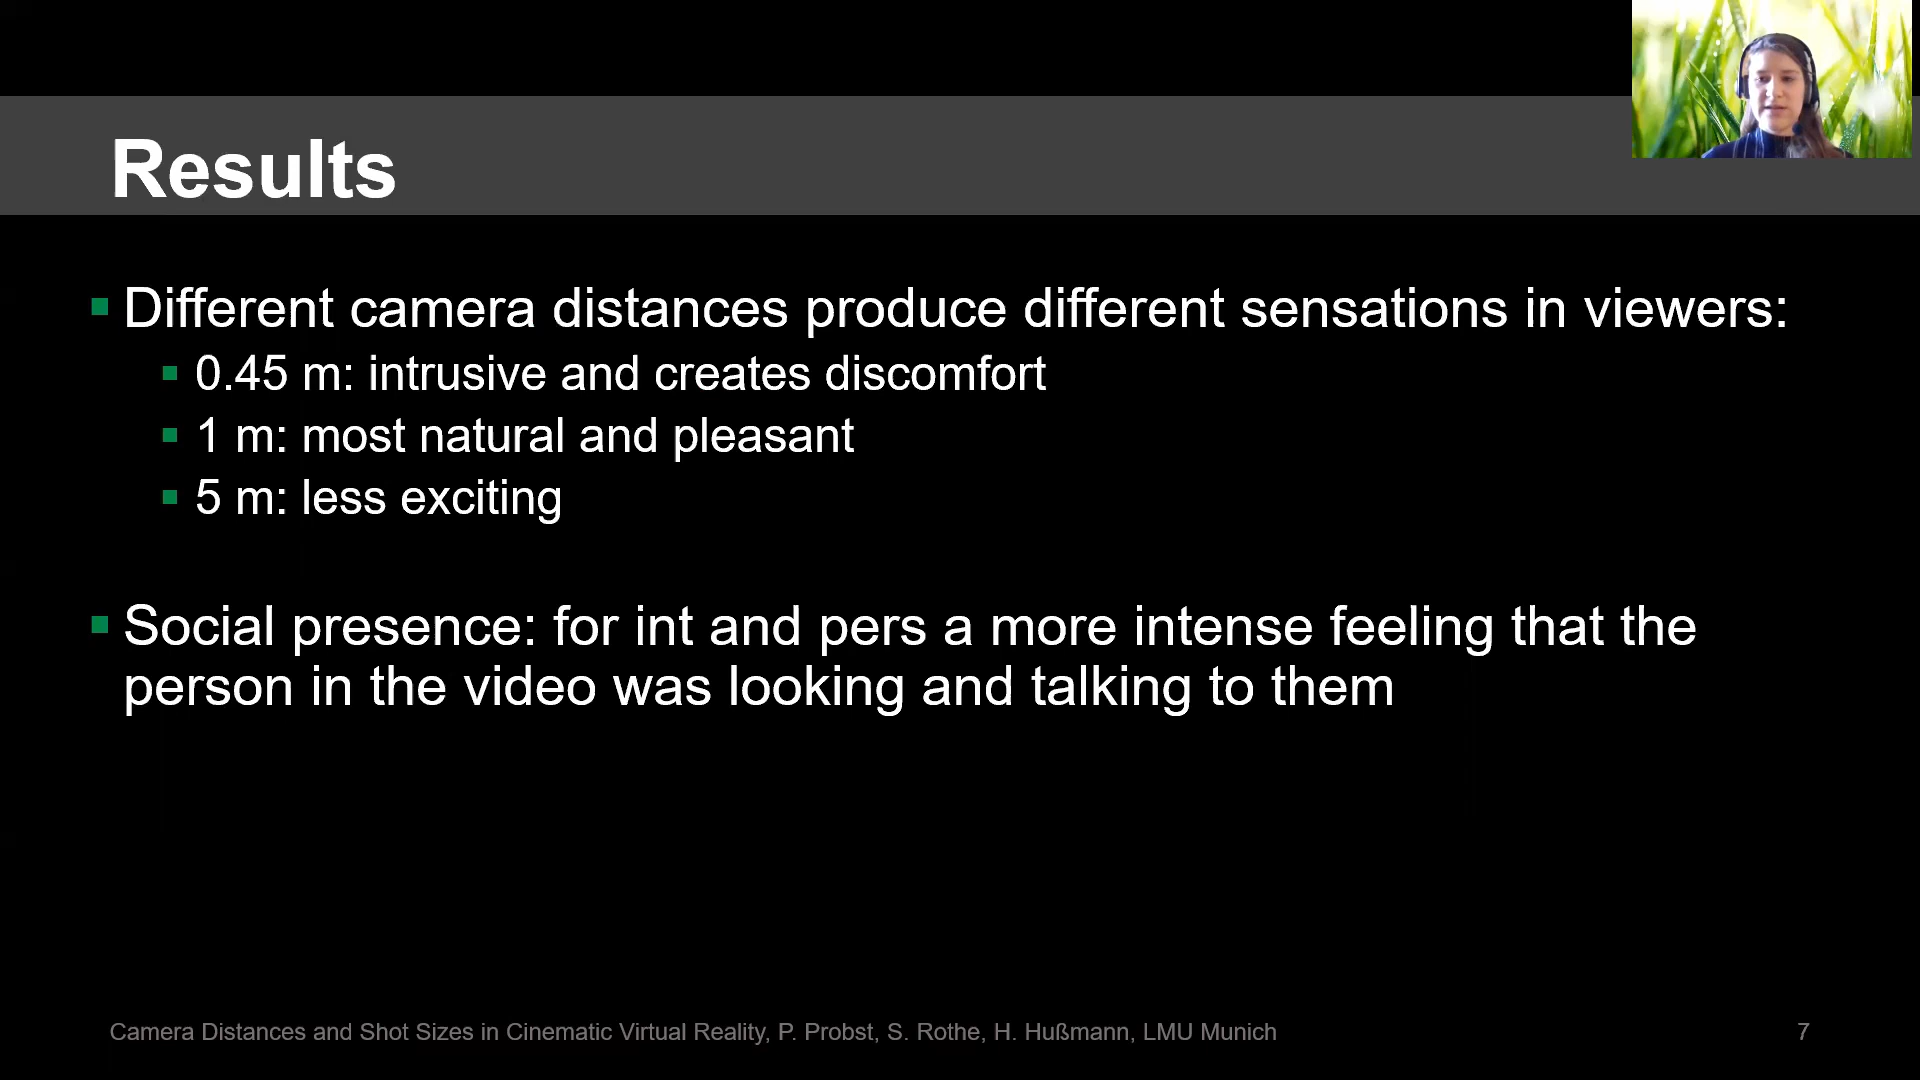 Results
Different camera distances produce different sensations in viewers:
0.45 m: intrusive and creates discomfort
1 m: most natural and pleasant
5 m: less exciting
Social presence: for int and pers a more intense feeling that the
person in the video was looking and talking to them
Camera Distances and Shot Sizes in Cinematic Virtual Reality, P. Probst, S. Rothe, H. Hußmann, LMU Munich
7